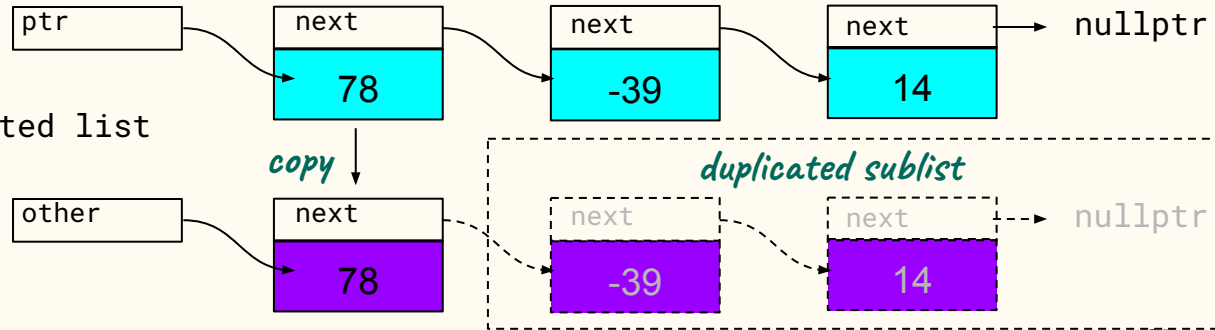 ptr next next next nullptr
78 -39 14
ted list
copy duplicated sublist
other next next next nullptr
78 -39 14